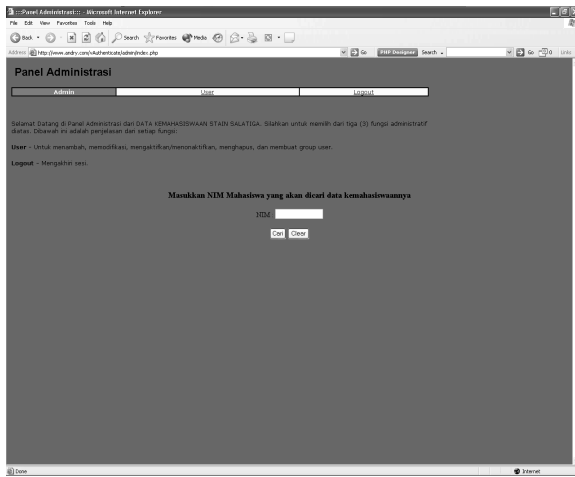 :::Panel Administrasi::: - Microsoft Internet Explorer
File Edit View Favorites Tools Help
Back Search Favorites Media
Address http://www.andry.com/vAuthenticate/admin/index.php Go PHP Designer Search Go 0 Links
Panel Administrasi
Admin User Logout
Selamat Datang di Panel Administrasi dari DATA KEMAHASISWAAN STAIN SALATIGA. Silahkan untuk memilih dari tiga (3) fungsi administratif
diatas. Dibawah ini adalah penjelasan dari setiap fungsi:
User - Untuk menambah, memodifikasi, mengaktifkan/menonaktifkan, menghapus, dan membuat group user.
Logout - Mengakhiri sesi.
Masukkan NIM Mahasiswa yang akan dicari data kemahasiswaannya
NIM :
Cari Clear
Done Internet